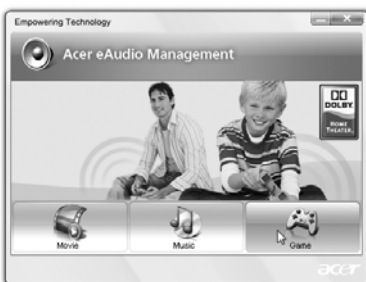 Empowering Technology
Acer eAudio Management
DOLBY
HOME
THEATER
Movie
Music
Game
acer